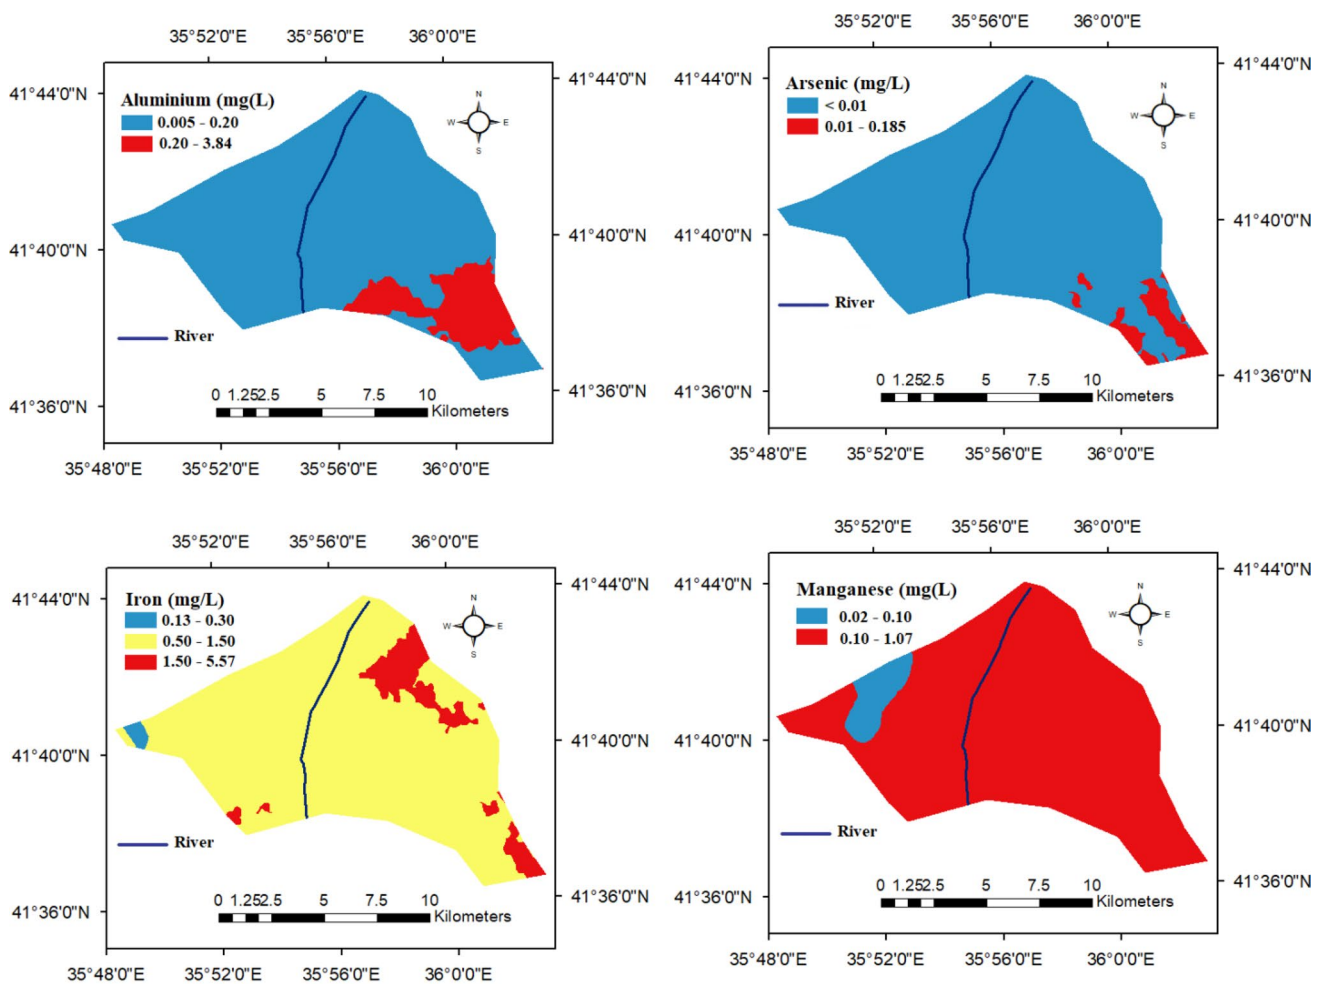 35°52'0"E 35°56'0"E 36°0'0"E
41°44'0"N 41°44'0"N
Aluminium (mg(L)
0.005 - 0.20
0.20 - 3.84
N
W E
S
41°40'0"N 41°40'0"N
River
0 1.252.5 5 7.5 10
Kilometers
41°36'0"N 41°36'0"N
35°48'0"E 35°52'0"E 35°56'0"E 36°0'0"E
35°52'0"E 35°56'0"E 36°0'0"E
41°44'0"N 41°44'0"N
Arsenic (mg(L)
< 0.01
0.01 - 0.185
N
W E
S
41°40'0"N 41°40'0"N
River
0 1.252.5 5 7.5 10
Kilometers
41°36'0"N 41°36'0"N
35°48'0"E 35°52'0"E 35°56'0"E 36°0'0"E
35°52'0"E 35°56'0"E 36°0'0"E
41°44'0"N 41°44'0"N
Iron (mg/L)
0.13 - 0.30
0.50 - 1.50
1.50 - 5.57
N
W E
S
41°40'0"N 41°40'0"N
River
0 1.252.5 5 7.5 10
Kilometers
41°36'0"N 41°36'0"N
35°48'0"E 35°52'0"E 35°56'0"E 36°0'0"E
35°52'0"E 35°56'0"E 36°0'0"E
41°44'0"N 41°44'0"N
Manganese (mg(L)
0.02 - 0.10
0.10 - 1.07
N
W E
S
41°40'0"N 41°40'0"N
River
0 1.252.5 5 7.5 10
Kilometers
41°36'0"N 41°36'0"N
35°48'0"E 35°52'0"E 35°56'0"E 36°0'0"E